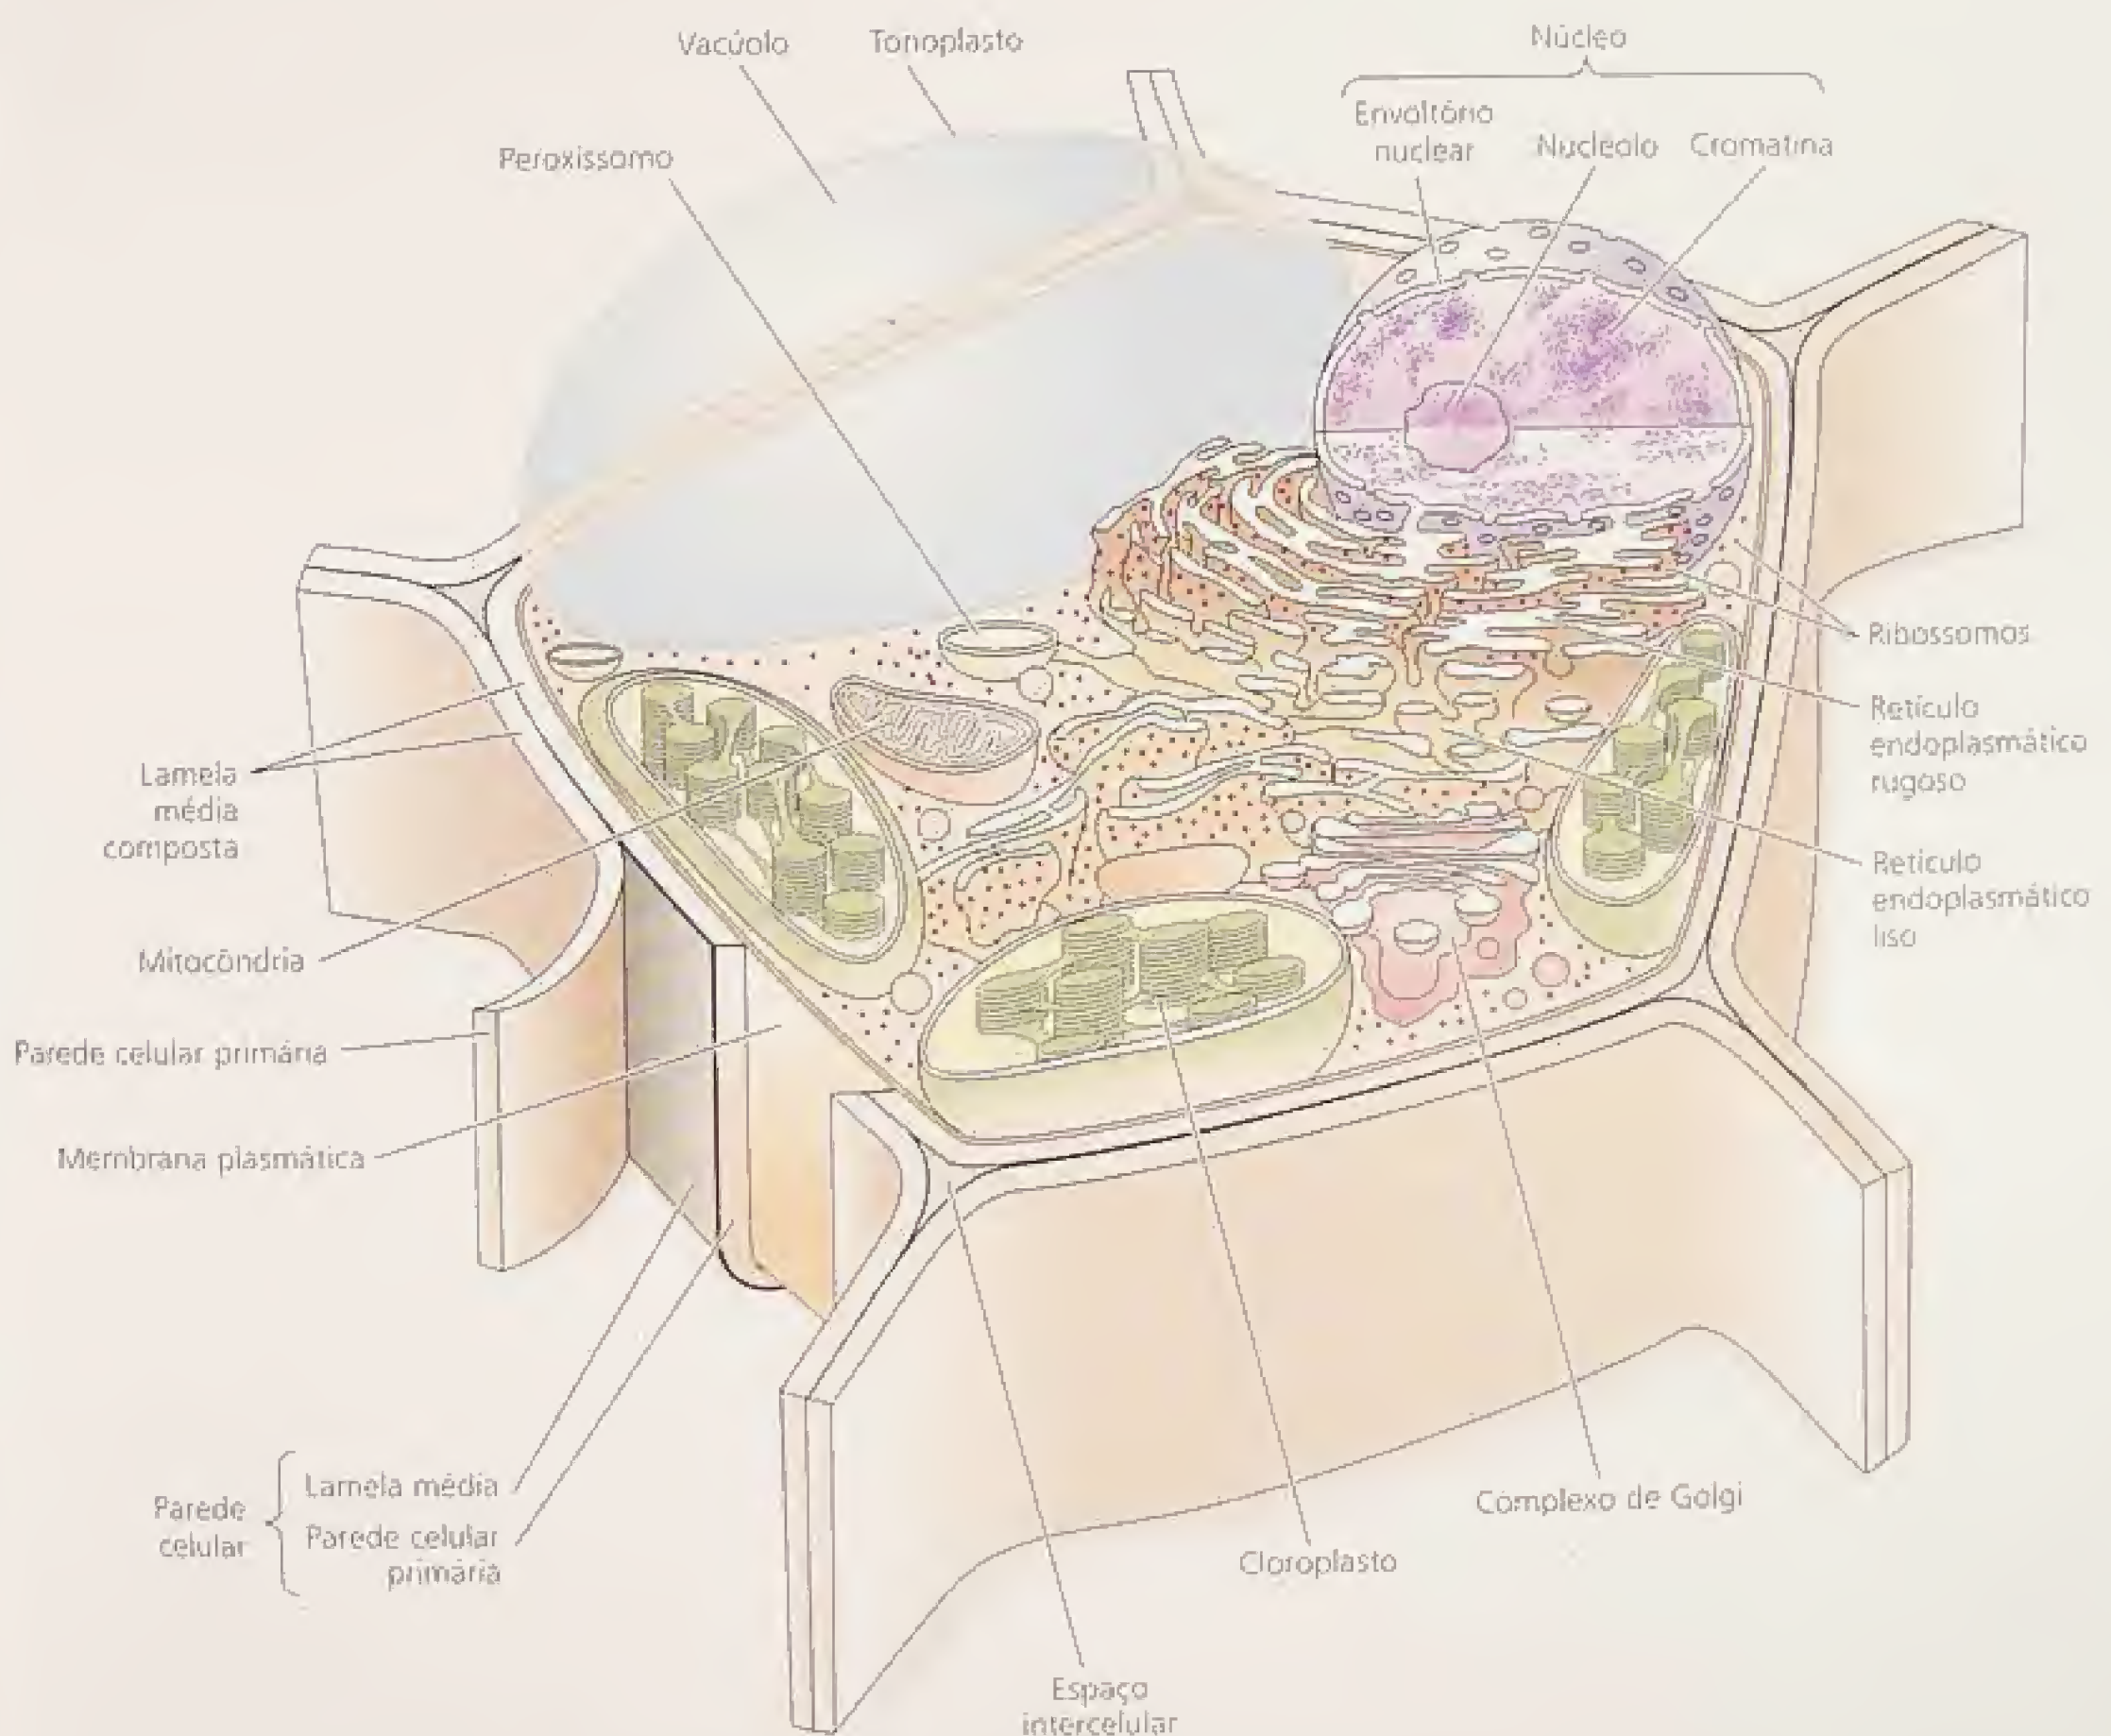 Vacúolo
Tonoplasto
Núcleo
Envoltório
nuclear
Nucléolo
Cromatina
Peroxissomo
Ribossomos
Retículo
endoplasmático
rugoso
Retículo
endoplasmático
liso
Lamela
média
composta
Mitocôndria
Parede celular primária
Membrana plasmática
Parede
celular
Lamela média
Parede celular
primária
Complexo de Golgi
Cloroplasto
Espaço
intercelular